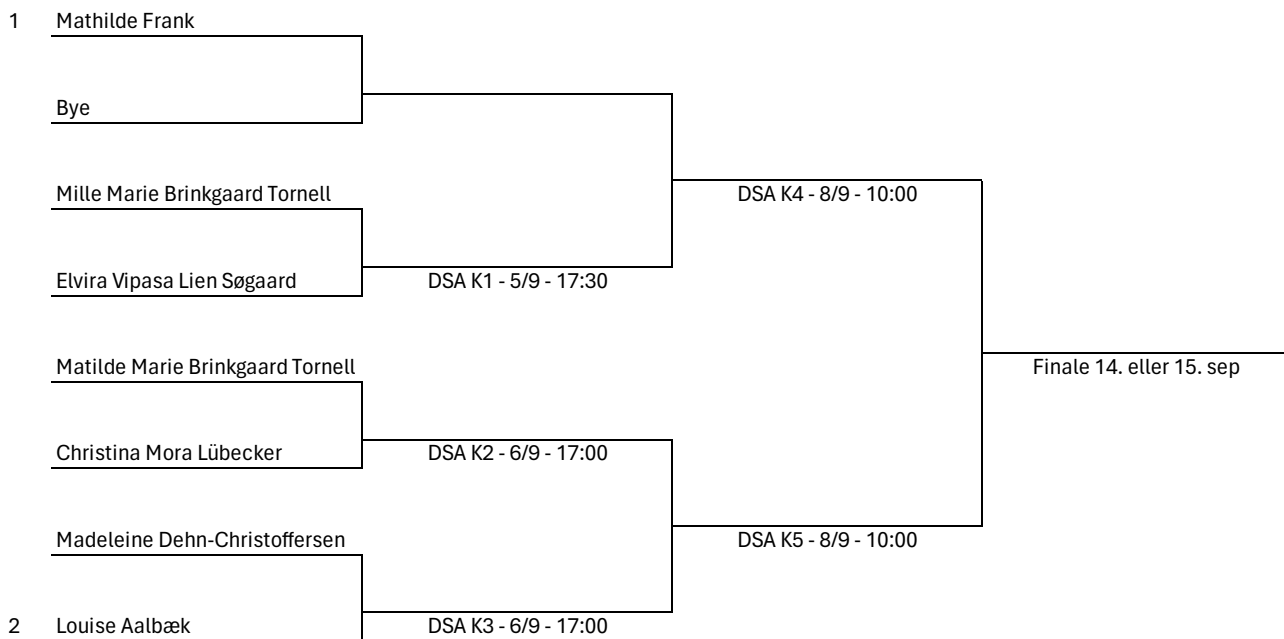 1 Mathilde Frank
Bye
Mille Marie Brinkgaard Tornell
DSA K4 - 8/9 - 10:00
Elvira Vipasa Lien Søgaard
DSA K1 - 5/9 - 17:30
Matilde Marie Brinkgaard Tornell
Finale 14. eller 15. sep
Christina Mora Lübecker
DSA K2 - 6/9 - 17:00
Madeleine Dehn-Christoffersen
DSA K5 - 8/9 - 10:00
2 Louise Aalbæk
DSA K3 - 6/9 - 17:00